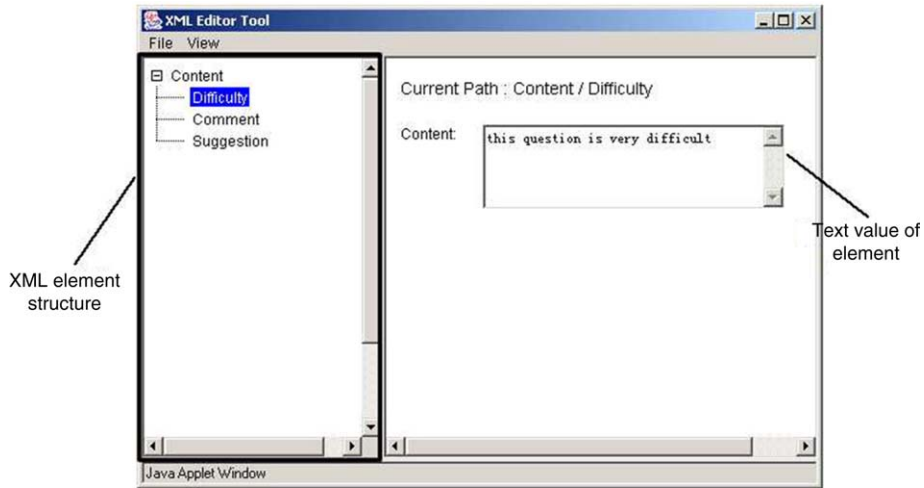 XML Editor Tool
File View
Content
Difficulty
Comment
Suggestion
Current Path : Content / Difficulty
Content:
this question is very difficult
XML element
structure
Text value of
element
Java Applet Window